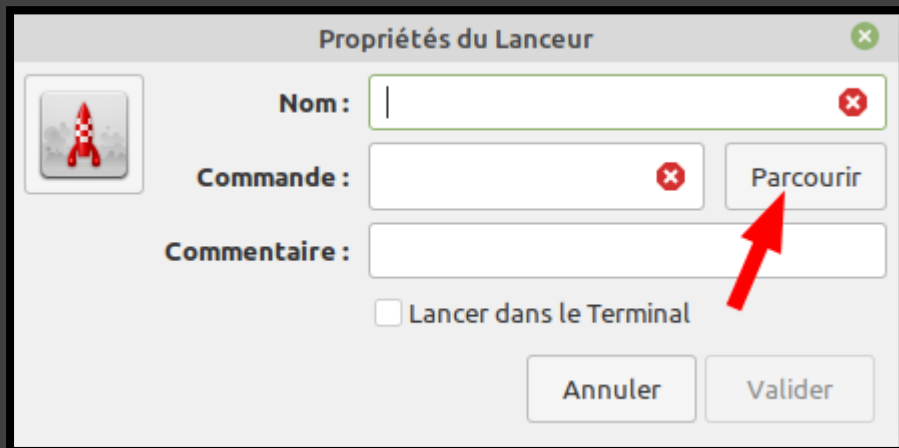 Propriétés du Lanceur
Nom :
Commande :
Parcourir
Commentaire :
Lancer dans le Terminal
Annuler
Valider